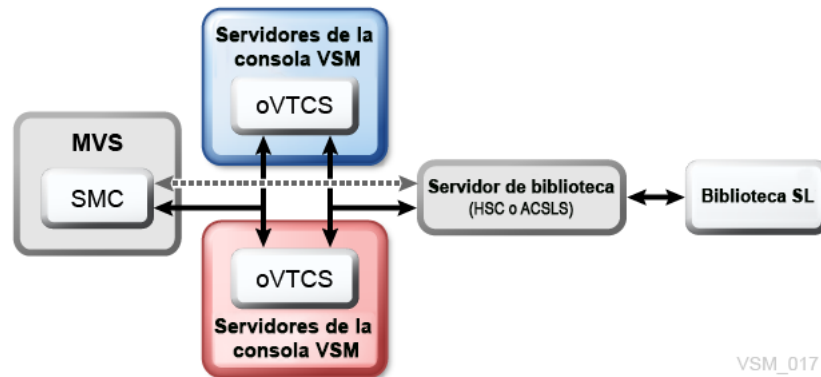 Servidores de la
consola VSM
oVTCS
MVS
SMC
Servidor de biblioteca
(HSC o ACSLS)
Biblioteca SL
oVTCS
Servidores de la
consola VSM
VSM_017